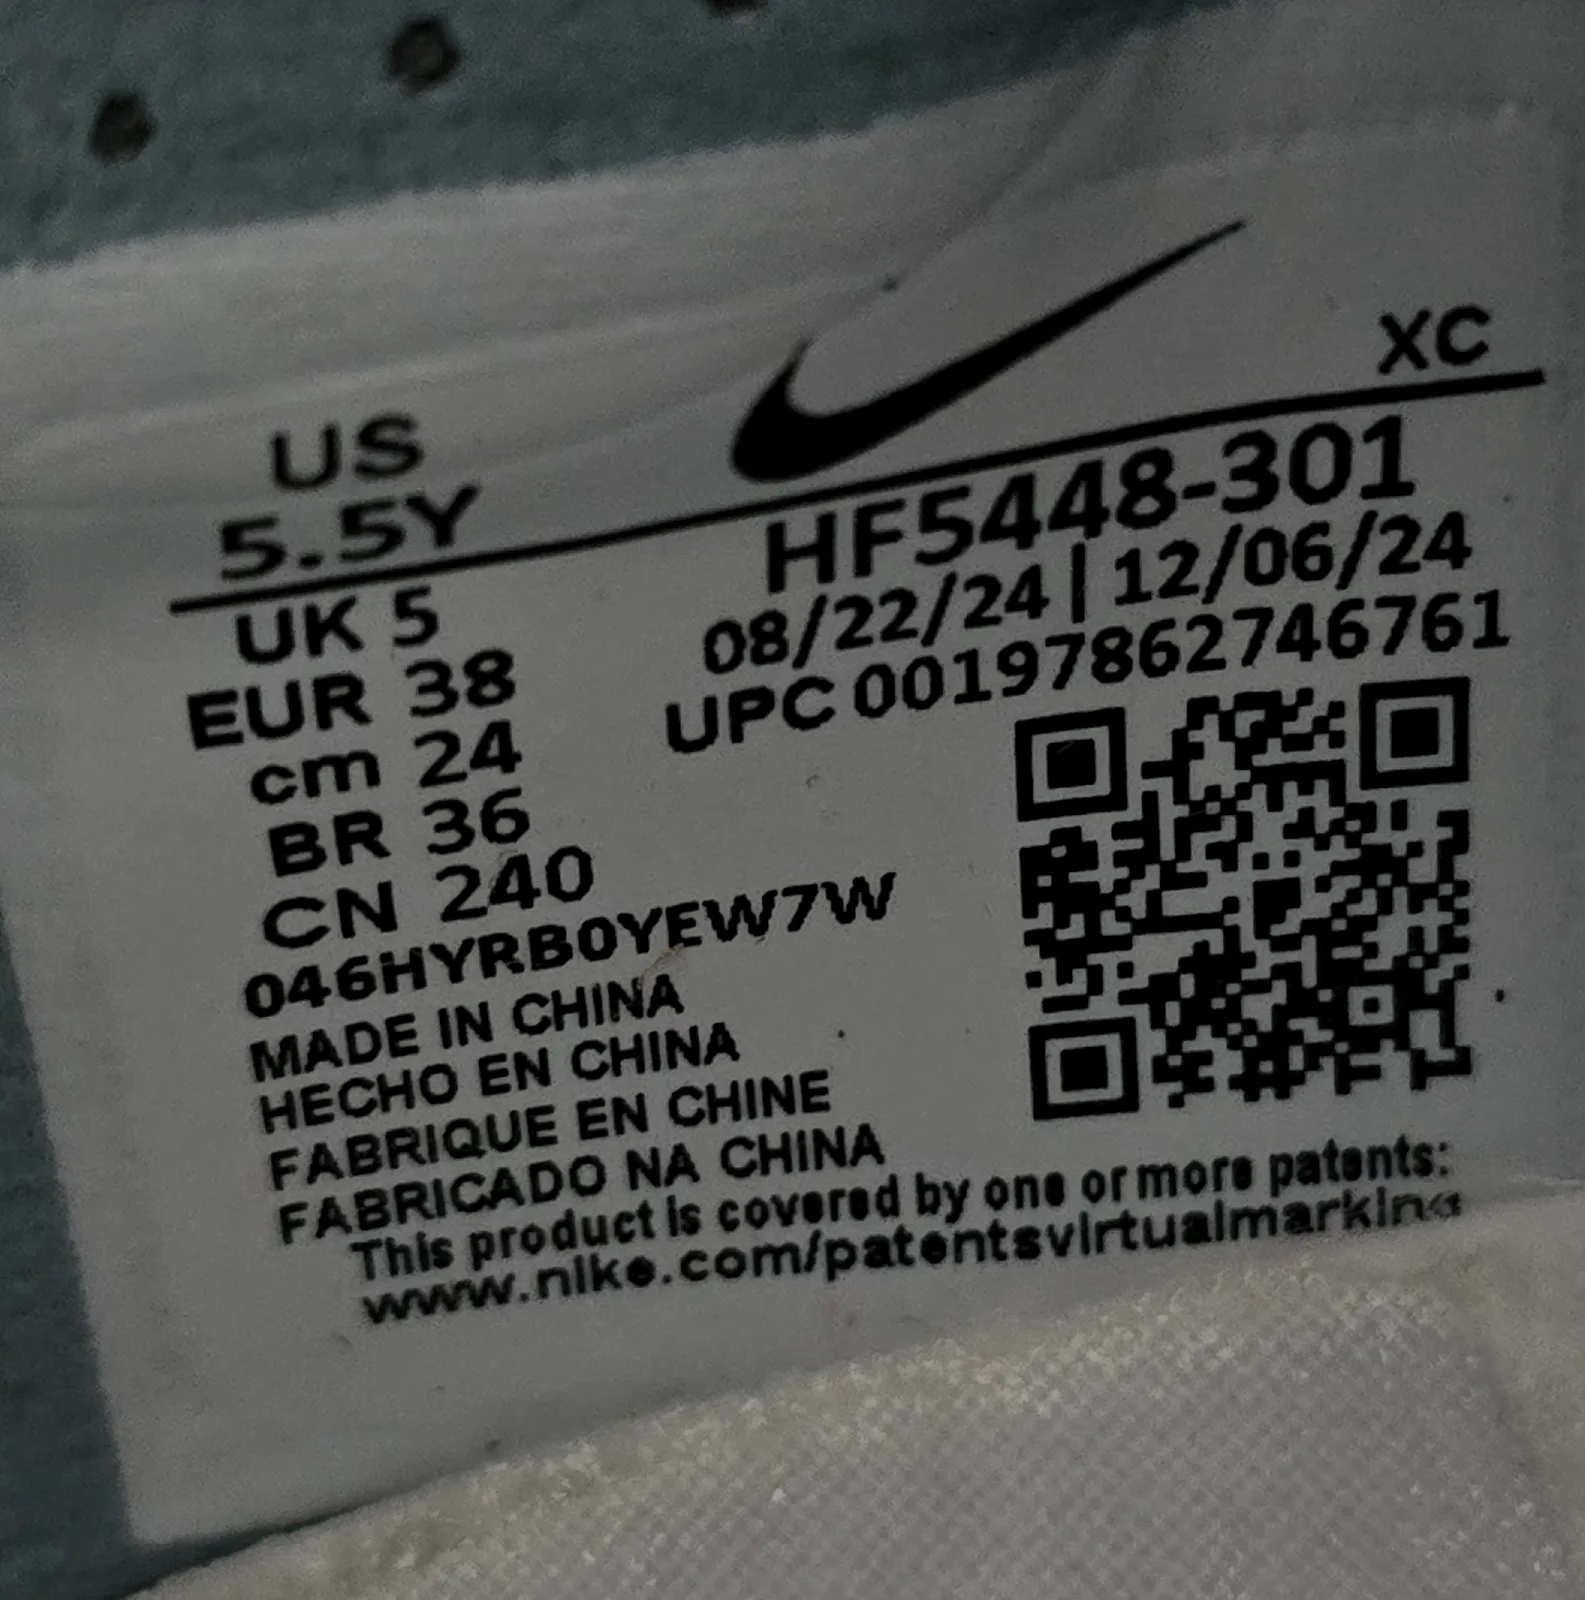 XC
US
5.5Y
HF5448-301
08/22/24 | 12/06/24
UPC 00197862746761
UK 5
EUR 38
cm 24
BR 36
CN 240
046HYRB0YEW7W
MADE IN CHINA
HECHO EN CHINA
FABRIQUE EN CHINE
FABRICADO NA CHINA
This product is covered by one or more patents:
www.nike.com/patentsvirtualmarking